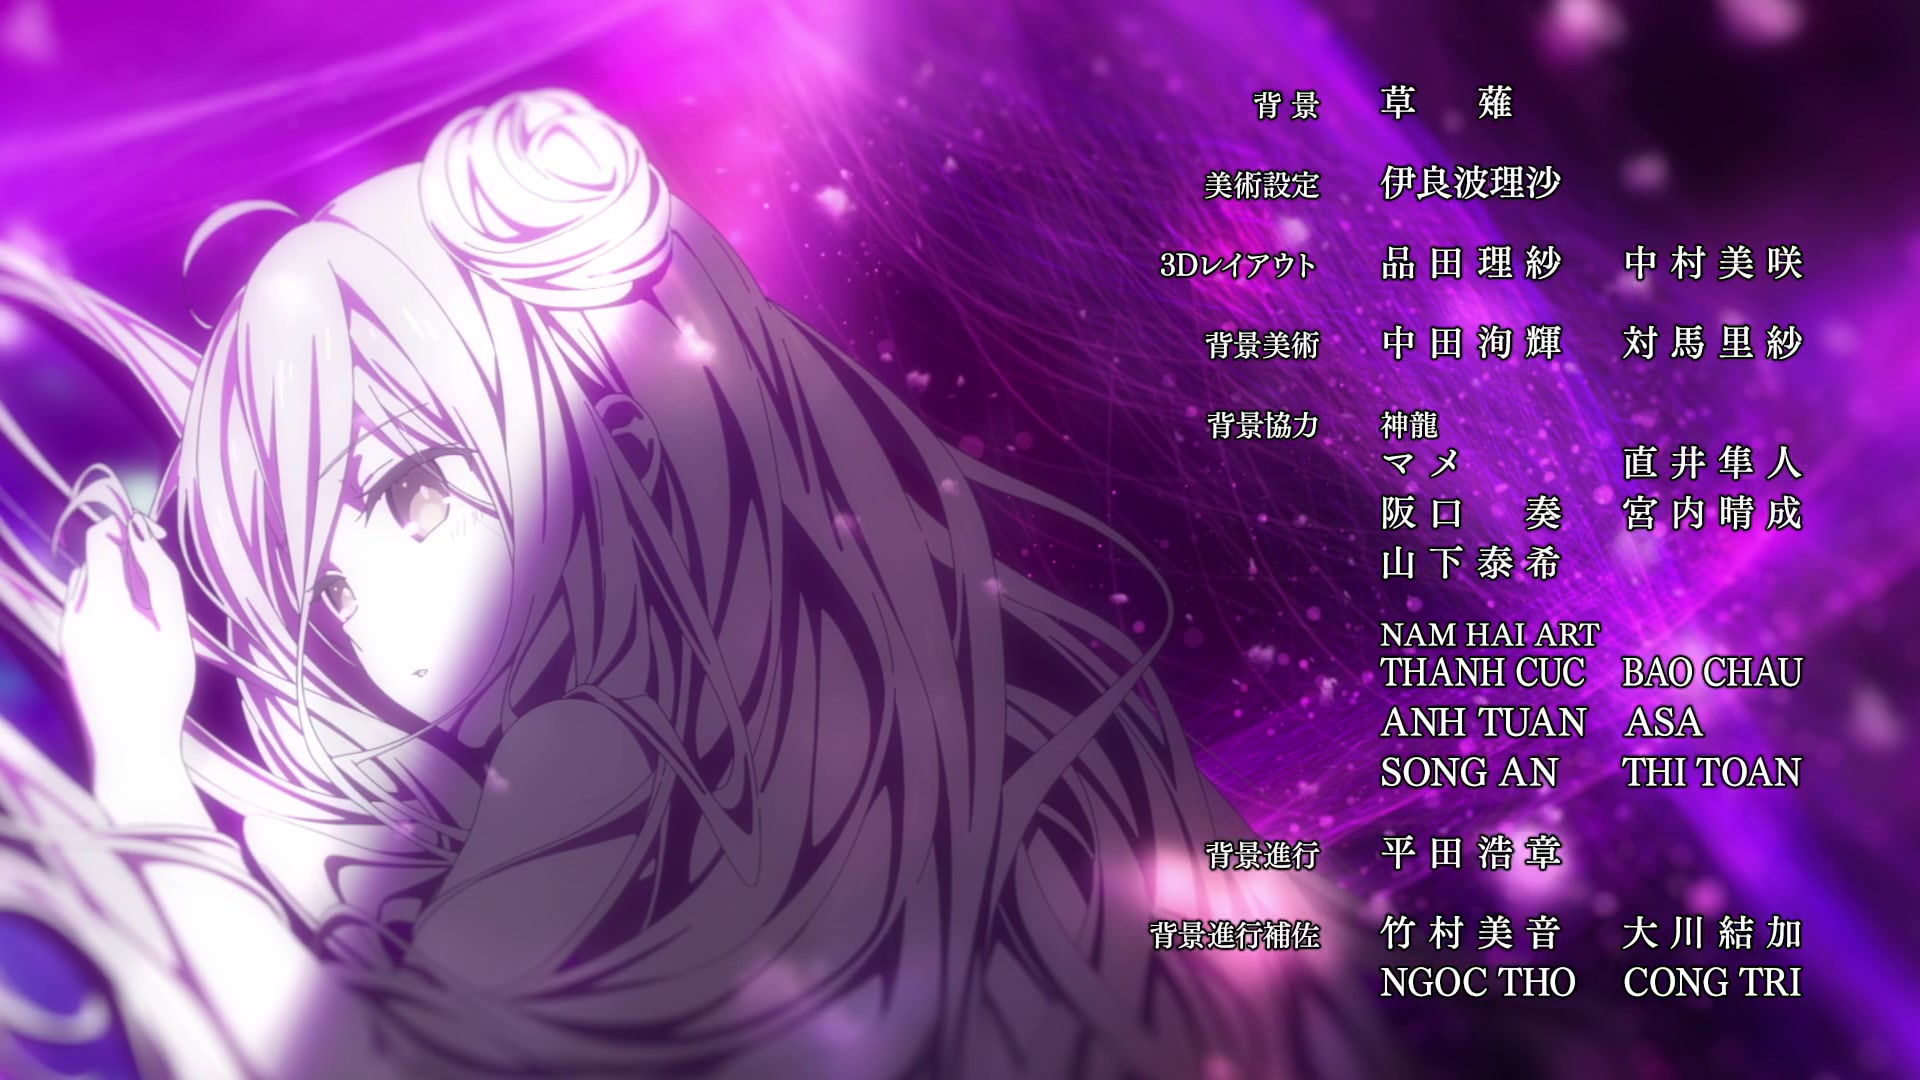 背景 草薙
美術設定 伊良波理沙
3Dレイアウト 品田理紗 中村美咲
背景美術 中田洵輝 対馬里紗
背景協力 神龍
マメ 直井隼人
阪口奏 宮内晴成
山下泰希
NAM HAI ART
THANH CUC BAO CHAU
ANH TUAN ASA
SONG AN THI TOAN
背景進行 平田浩章
背景進行補佐 竹村美音 大川結加
NGOC THO CONG TRI